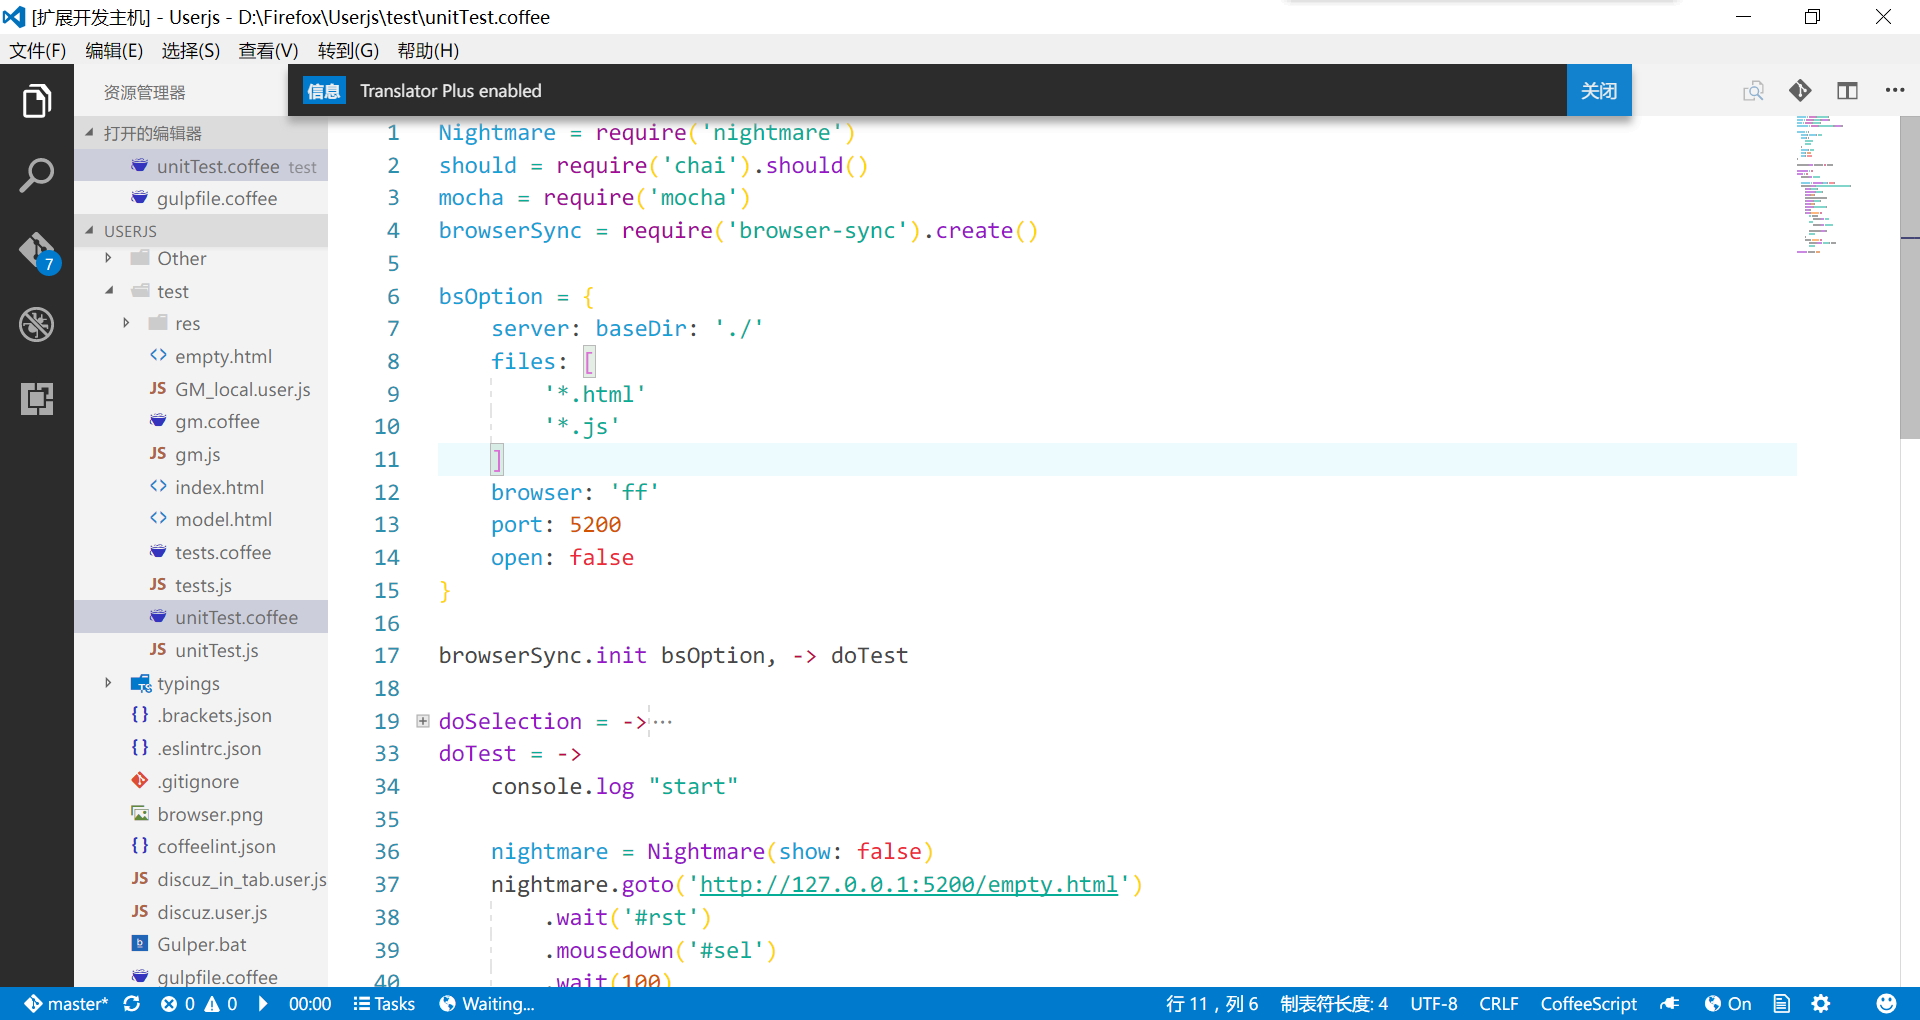 [扩展开发主机] - Userjs - D:\Firefox\Userjs\test\unitTest.coffee
文件(F) 编辑(E) 选择(S) 查看(V) 转到(G) 帮助(H)
资源管理器
信息 Translator Plus enabled 关闭
打开的编辑器
unitTest.coffee test
gulpfile.coffee
USERJS
Other
test
res
empty.html
GM_local.user.js
gm.coffee
gm.js
index.html
model.html
tests.coffee
tests.js
unitTest.coffee
unitTest.js
typings
.brackets.json
.eslintrc.json
.gitignore
browser.png
coffeelint.json
discuz_in_tab.user.js
discuz.user.js
Gulper.bat
gulpfile.coffee
7
1 Nightmare = require('nightmare')
2 should = require('chai').should()
3 mocha = require('mocha')
4 browserSync = require('browser-sync').create()
5
6 bsOption = {
7 server: baseDir: './'
8 files: [
9 '*.html'
10 '*.js'
11 ]
12 browser: 'ff'
13 port: 5200
14 open: false
15 }
16
17 browserSync.init bsOption, -> doTest
18
19 doSelection = ->···
33 doTest = ->
34 console.log "start"
35
36 nightmare = Nightmare(show: false)
37 nightmare.goto('http://127.0.0.1:5200/empty.html')
38 .wait('#rst')
39 .mousedown('#sel')
40 .wait(100)
master* 0 0 00:00 Tasks Waiting... 行 11，列 6 制表符长度: 4 UTF-8 CRLF CoffeeScript On